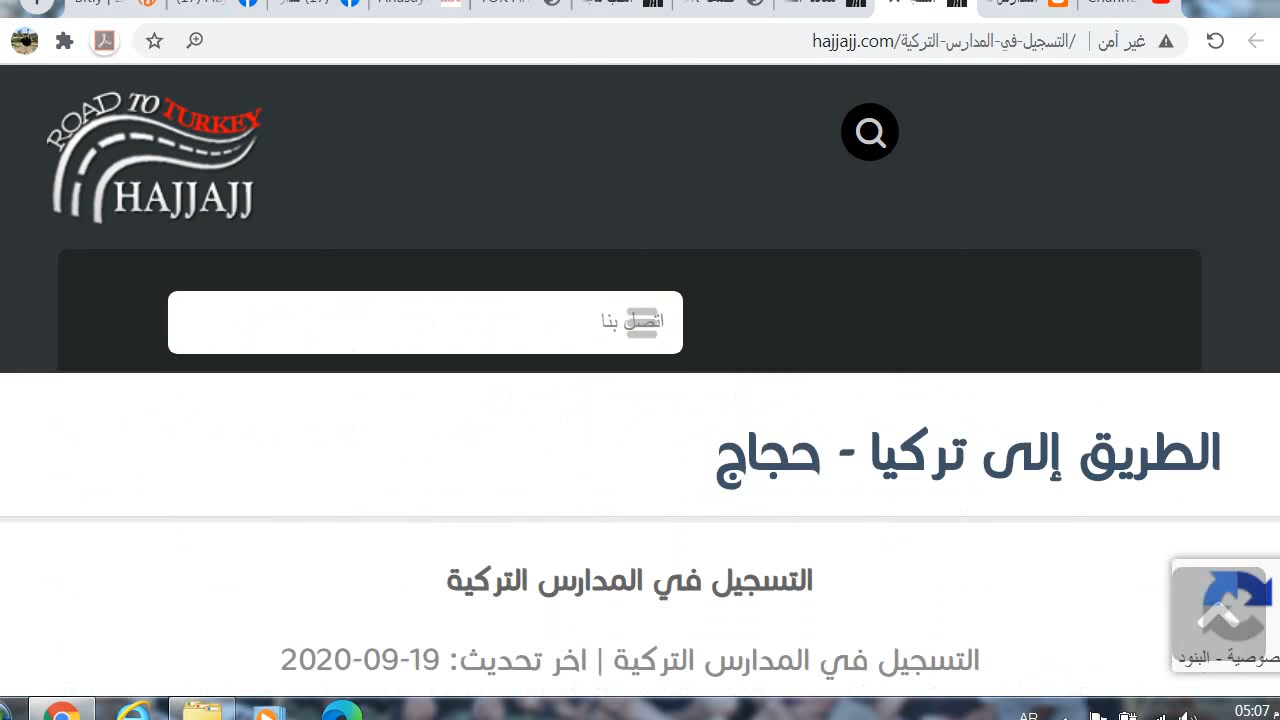 hajjajj.com/التسجيل-في-المدارس-التركية/
غير آمن
ROAD TO TURKEY
HAJJAJJ
اتصل بنا
الطريق إلى تركيا - حجاج
التسجيل في المدارس التركية
التسجيل في المدارس التركية | اخر تحديث: 19-09-2020
البنود
05:07